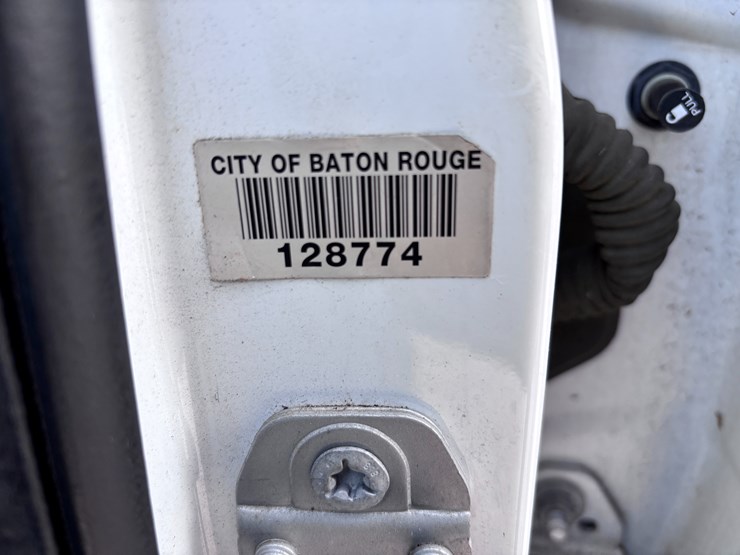 CITY OF BATON ROUGE
128774
PULL